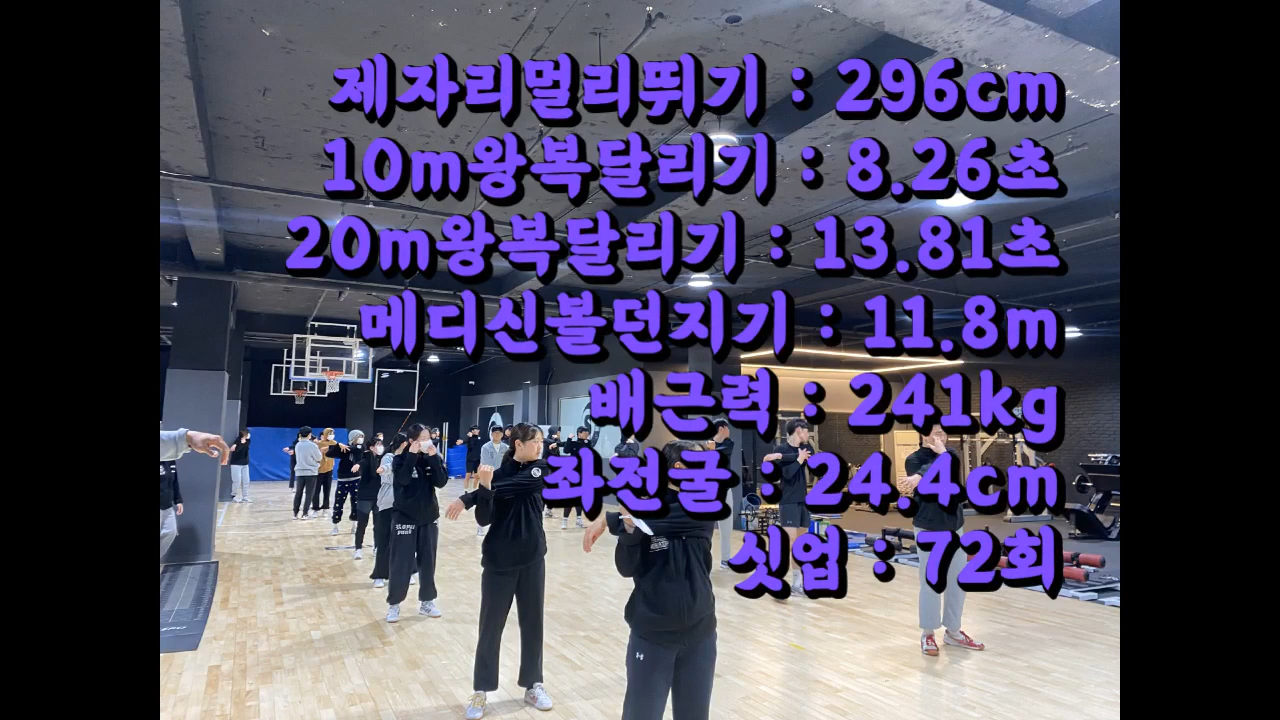 제자리멀리뛰기 : 296cm
10m왕복달리기 : 8.26초
20m왕복달리기 : 13.81초
메디신볼던지기 : 11.8m
배근력 : 241kg
좌전굴 : 24.4cm
싯업 : 72회